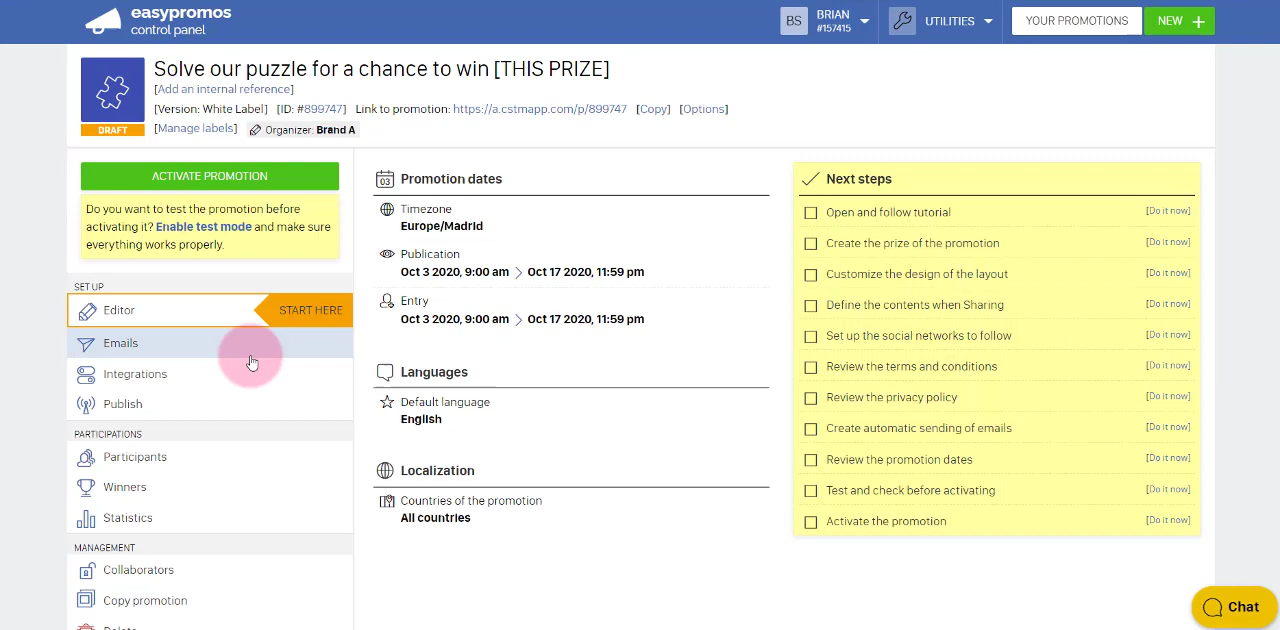 easypromos
control panel
BS
BRIAN
#157415
UTILITIES
YOUR PROMOTIONS
NEW +
DRAFT
Solve our puzzle for a chance to win [THIS PRIZE]
[Add an internal reference]
[Version: White Label] [ID: #899747] Link to promotion: https://a.cstmapp.com/p/899747 [Copy] [Options]
[Manage labels] Organizer: Brand A
ACTIVATE PROMOTION
Do you want to test the promotion before
activating it? Enable test mode and make sure
everything works properly.
SET UP
Editor
START HERE
Emails
Integrations
Publish
PARTICIPATIONS
Participants
Winners
Statistics
MANAGEMENT
Collaborators
Copy promotion
03
Promotion dates
Timezone
Europe/Madrid
Publication
Oct 3 2020, 9:00 am > Oct 17 2020, 11:59 pm
Entry
Oct 3 2020, 9:00 am > Oct 17 2020, 11:59 pm
Languages
Default language
English
Localization
Countries of the promotion
All countries
Next steps
Open and follow tutorial [Do it now]
Create the prize of the promotion [Do it now]
Customize the design of the layout [Do it now]
Define the contents when Sharing [Do it now]
Set up the social networks to follow [Do it now]
Review the terms and conditions [Do it now]
Review the privacy policy [Do it now]
Create automatic sending of emails [Do it now]
Review the promotion dates [Do it now]
Test and check before activating [Do it now]
Activate the promotion [Do it now]
Chat